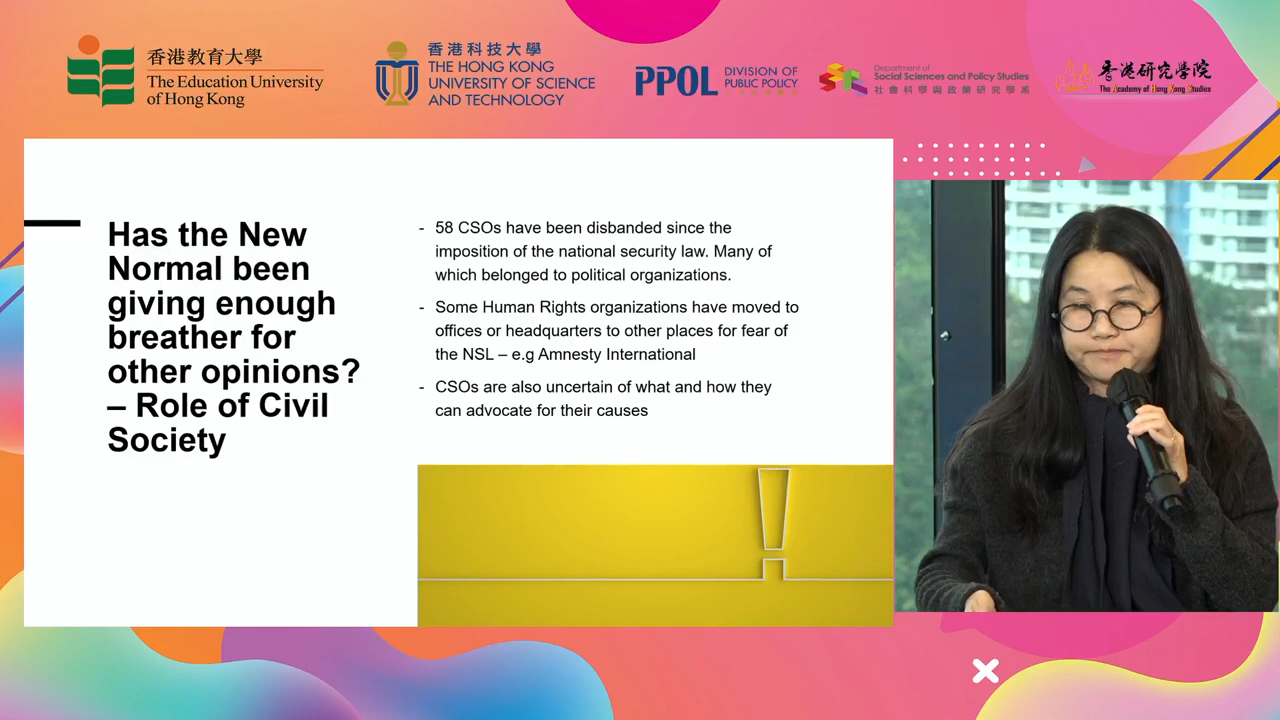 香港教育大學
The Education University
of Hong Kong
香港科技大學
THE HONG KONG
UNIVERSITY OF SCIENCE
AND TECHNOLOGY
PPOL
DIVISION OF
PUBLIC POLICY
Department of
Social Sciences and Policy Studies
社會科學與政策研究學系
香港研究學院
The Academy of Hong Kong Studies
Has the New
Normal been
giving enough
breather for
other opinions?
– Role of Civil
Society
- 58 CSOs have been disbanded since the
imposition of the national security law. Many of
which belonged to political organizations.
- Some Human Rights organizations have moved to
offices or headquarters to other places for fear of
the NSL – e.g Amnesty International
- CSOs are also uncertain of what and how they
can advocate for their causes